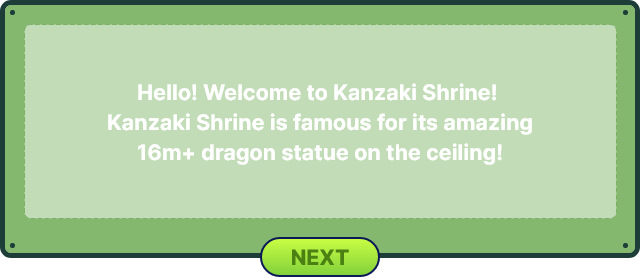 Hello! Welcome to Kanzaki Shrine!
Kanzaki Shrine is famous for its amazing
16m+ dragon statue on the ceiling!
NEXT